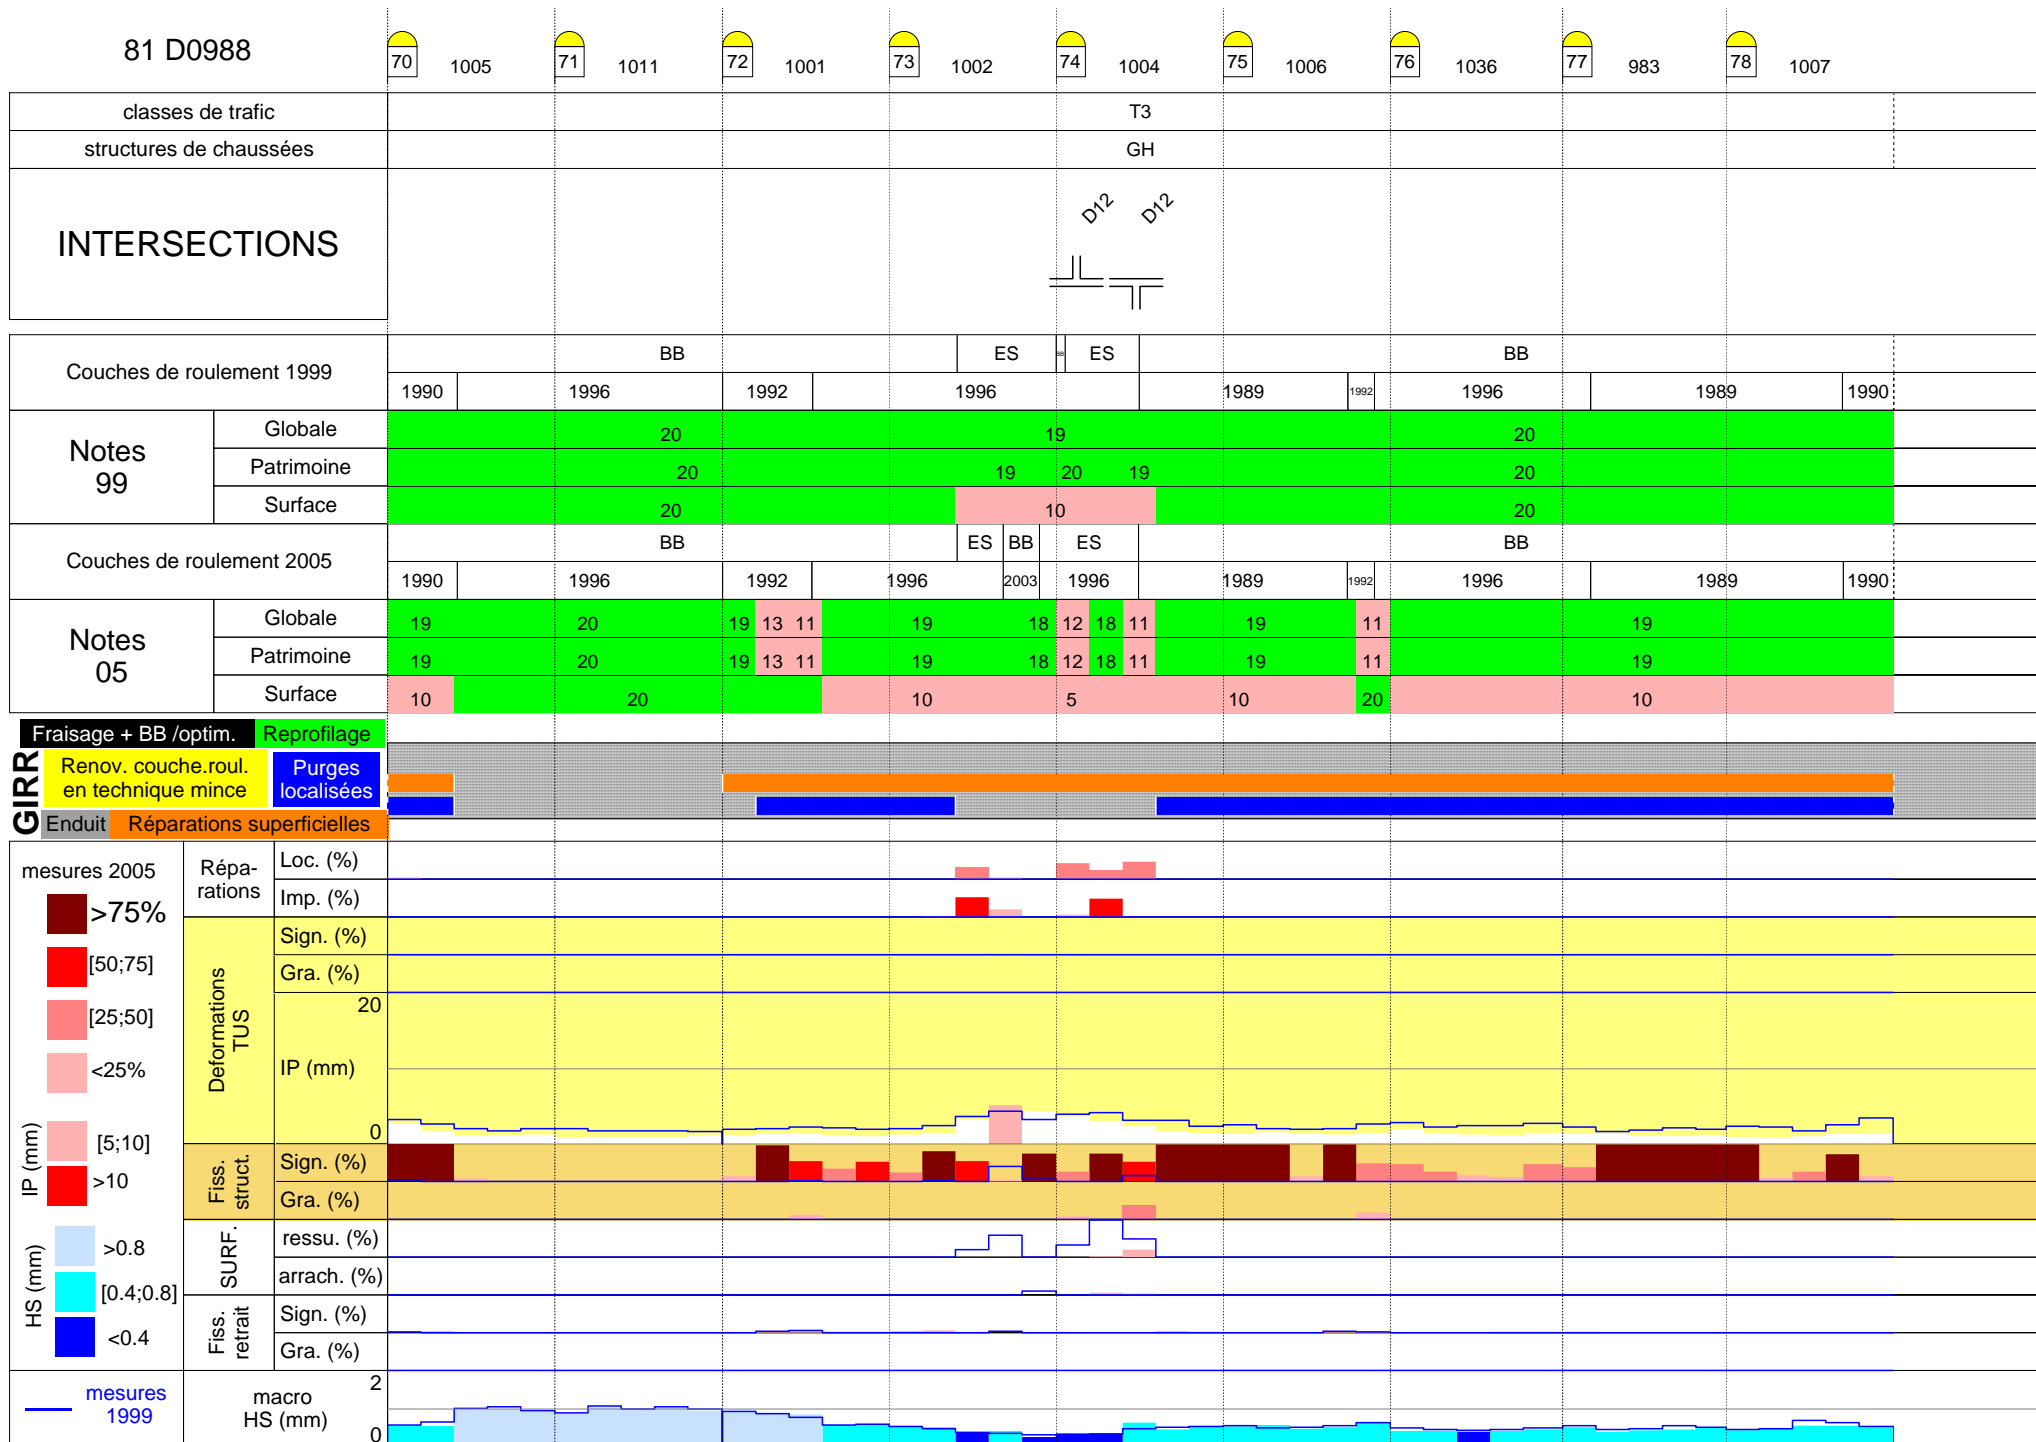 81 D0988
70 1005 71 1011 72 1001 73 1002 74 1004 75 1006 76 1036 77 983 78 1007
classes de trafic T3
structures de chaussées GH
INTERSECTIONS D12 D12
Couches de roulement 1999
BB ES BB ES BB
1990 1996 1992 1996 1989 1992 1996 1989 1990
Notes 99
Globale 20 19 20
Patrimoine 20 19 20 19 20
Surface 20 10 20
Couches de roulement 2005
BB ES BB ES BB
1990 1996 1992 1996 2003 1996 1989 1992 1996 1989 1990
Notes 05
Globale 19 20 19 13 11 19 18 12 18 11 19 11 19
Patrimoine 19 20 19 13 11 19 18 12 18 11 19 11 19
Surface 10 20 10 5 10 20 10
GIRR
Fraisage + BB /optim. Reprofilage
Renov. couche.roul.
en technique mince
Purges
localisées
Enduit Réparations superficielles
mesures 2005
>75%
[50;75]
[25;50]
<25%
IP (mm)
[5;10]
>10
HS (mm)
>0.8
[0.4;0.8]
<0.4
mesures
1999
Répa-
rations
Loc. (%)
Imp. (%)
Deformations
TUS
Sign. (%)
Gra. (%)
20
IP (mm)
0
Fiss.
struct.
Sign. (%)
Gra. (%)
SURF.
ressu. (%)
arrach. (%)
Fiss.
retrait
Sign. (%)
Gra. (%)
macro
HS (mm)
2
0